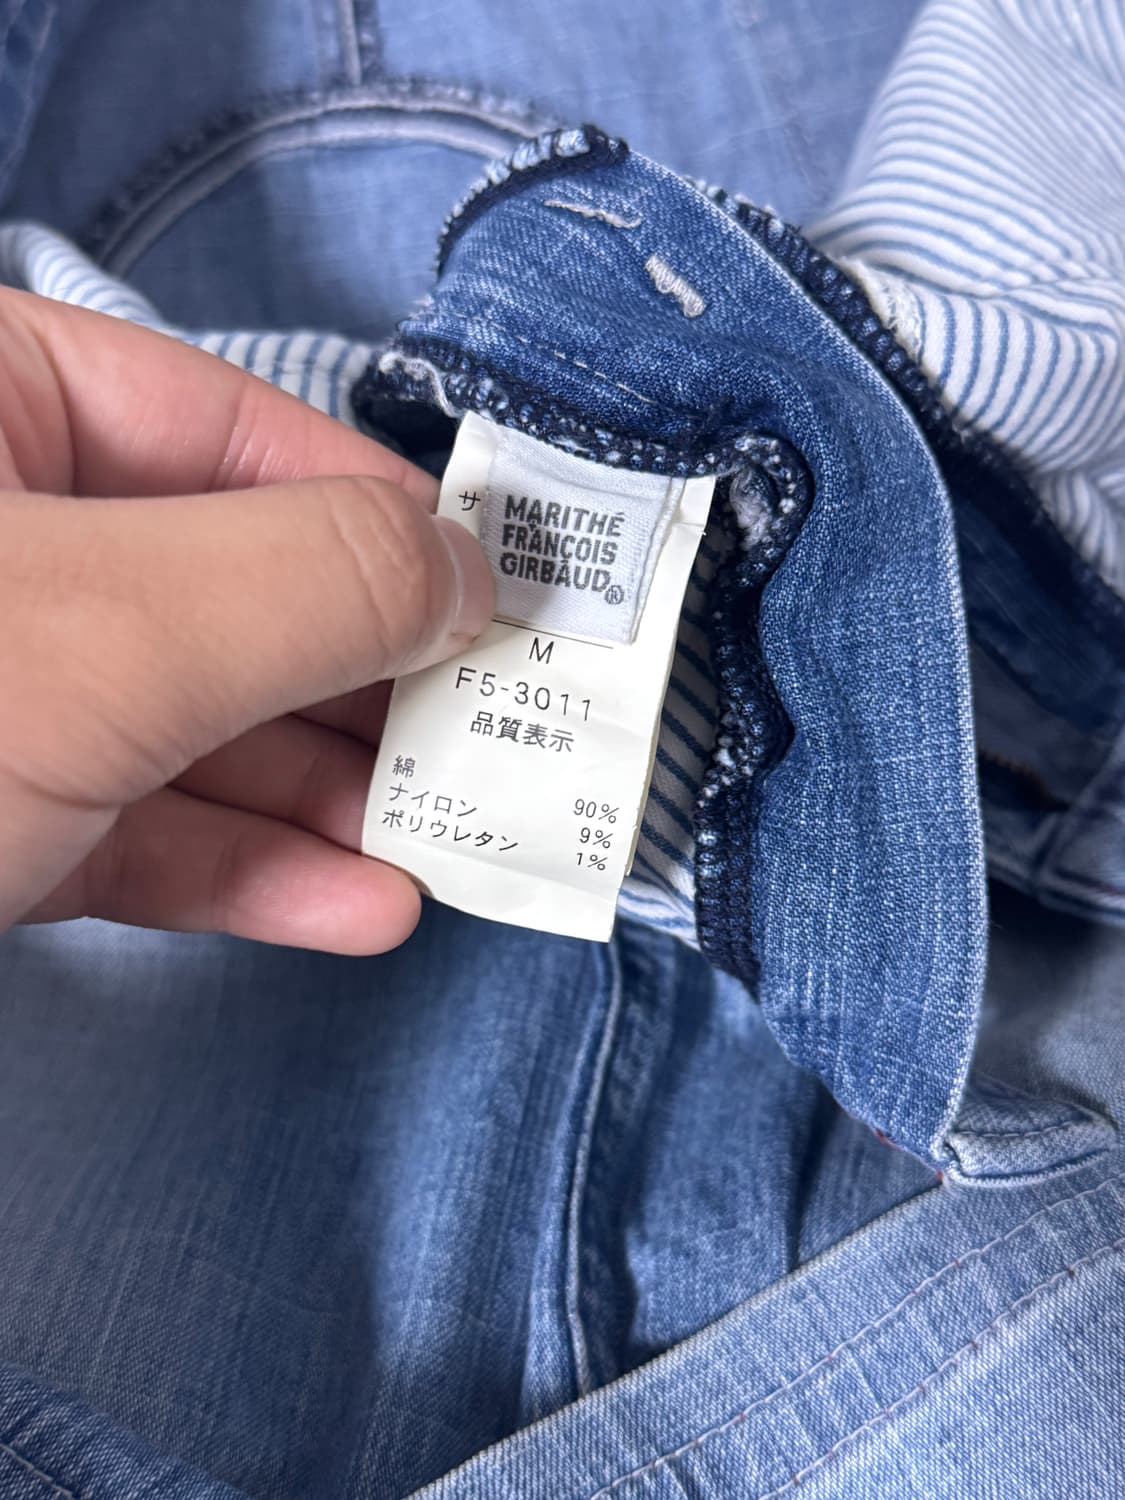 サ
MARITHÉ
FRANÇOIS
GIRBAUD®
M
F5-3011
品質表示
綿 90%
ナイロン 9%
ポリウレタン 1%